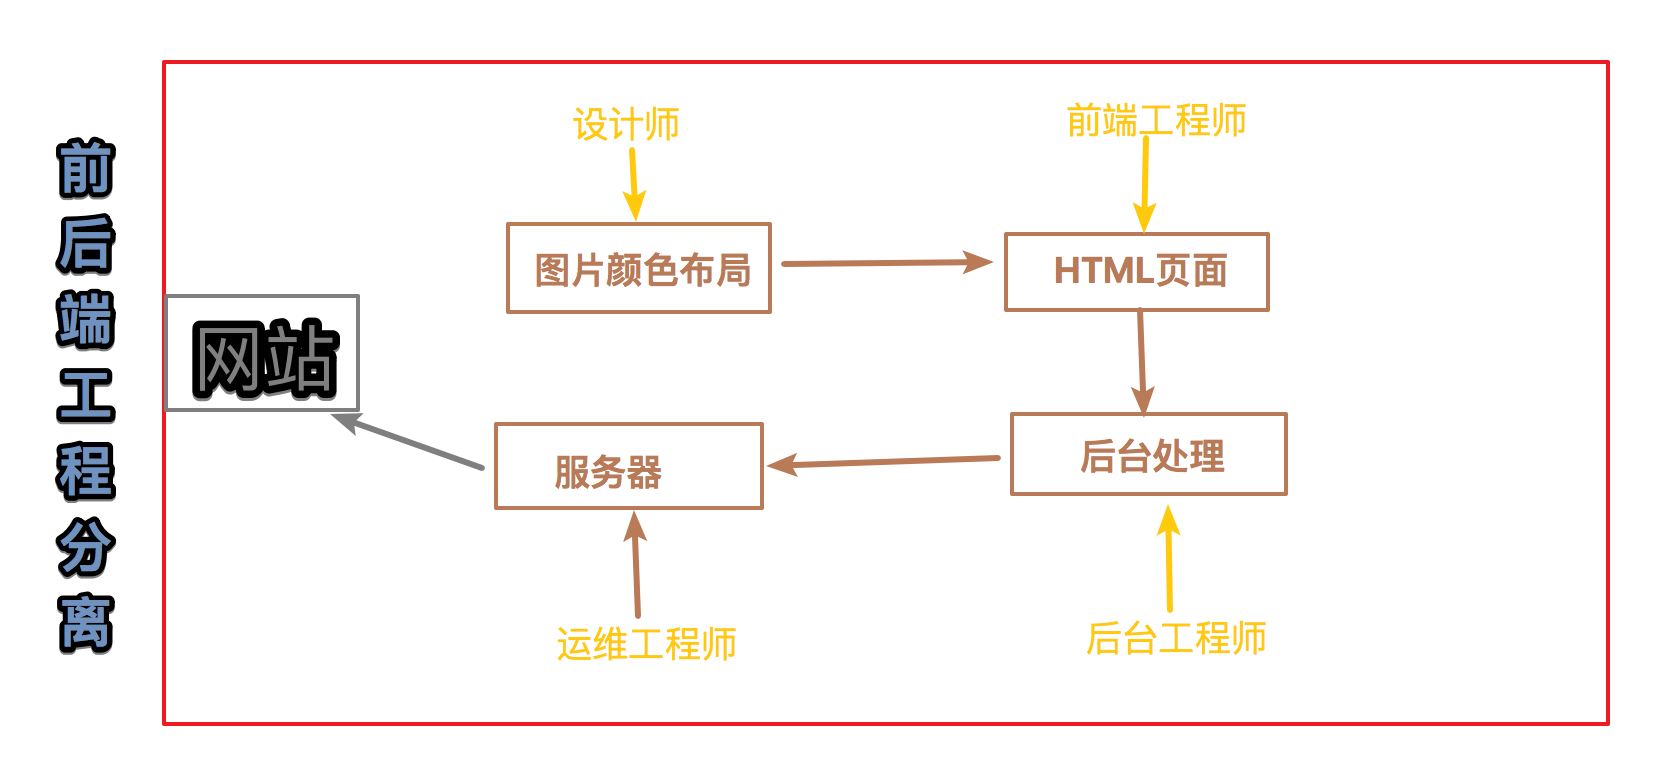 前后端工程分离
设计师
前端工程师
图片颜色布局
HTML页面
网站
服务器
后台处理
运维工程师
后台工程师